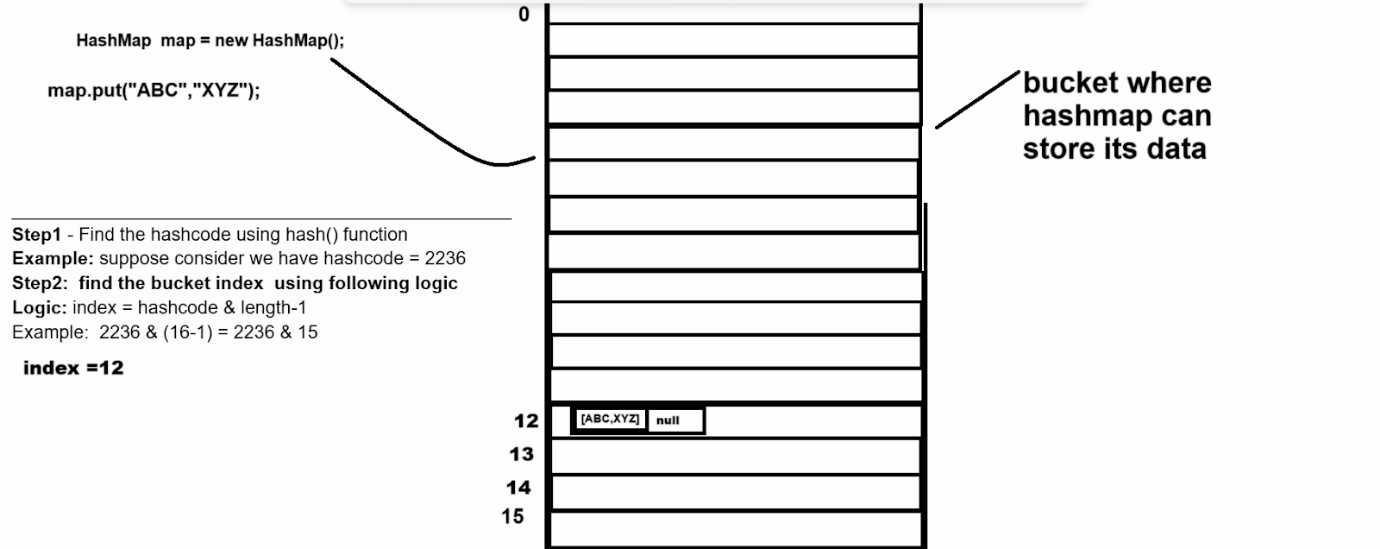 HashMap  map = new HashMap();
map.put("ABC","XYZ");
Step1 - Find the hashcode using hash() function
Example: suppose consider we have hashcode = 2236
Step2:  find the bucket index  using following logic
Logic: index = hashcode & length-1
Example:  2236 & (16-1) = 2236 & 15
index =12
0
12
[ABC,XYZ] null
13
14
15
bucket where
hashmap can
store its data